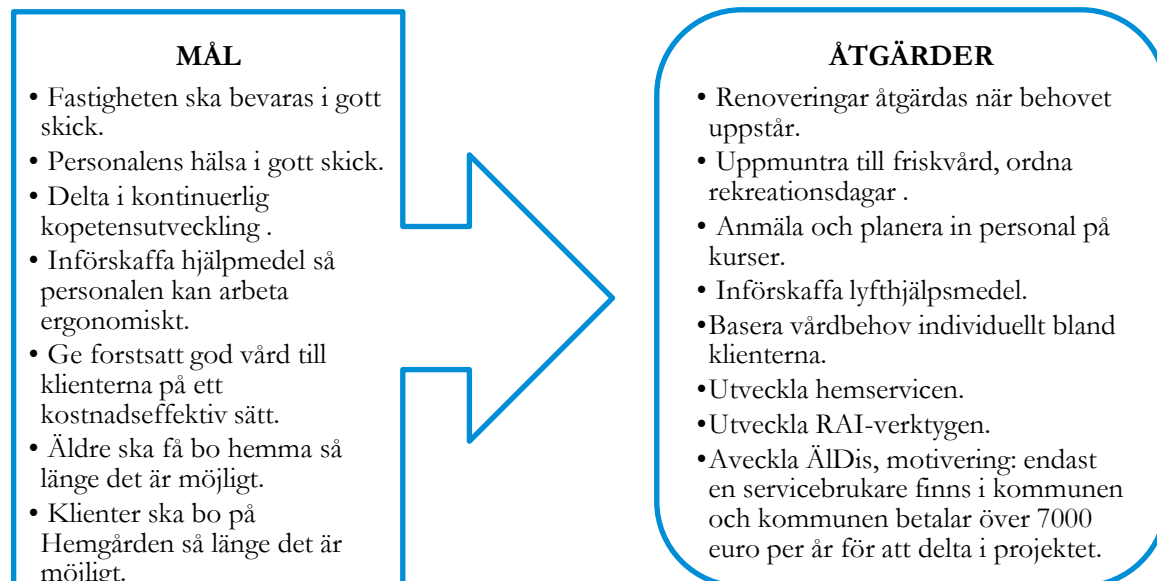 MÅL
• Fastigheten ska bevaras i gott
skick.
• Personalens hälsa i gott skick.
• Delta i kontinuerlig
kopetensutveckling .
• Införskaffa hjälpmedel så
personalen kan arbeta
ergonomiskt.
• Ge forstsatt god vård till
klienterna på ett
kostnadseffektiv sätt.
• Äldre ska få bo hemma så
länge det är möjligt.
• Klienter ska bo på
Hemgården så länge det är
möjligt.
ÅTGÄRDER
• Renoveringar åtgärdas när behovet
uppstår.
• Uppmuntra till friskvård, ordna
rekreationsdagar .
• Anmäla och planera in personal på
kurser.
• Införskaffa lyfthjälpsmedel.
•Basera vårdbehov individuellt bland
klienterna.
•Utveckla hemservicen.
•Utveckla RAI-verktygen.
•Aveckla ÄlDis, motivering: endast
en servicebrukare finns i kommunen
och kommunen betalar över 7000
euro per år för att delta i projektet.